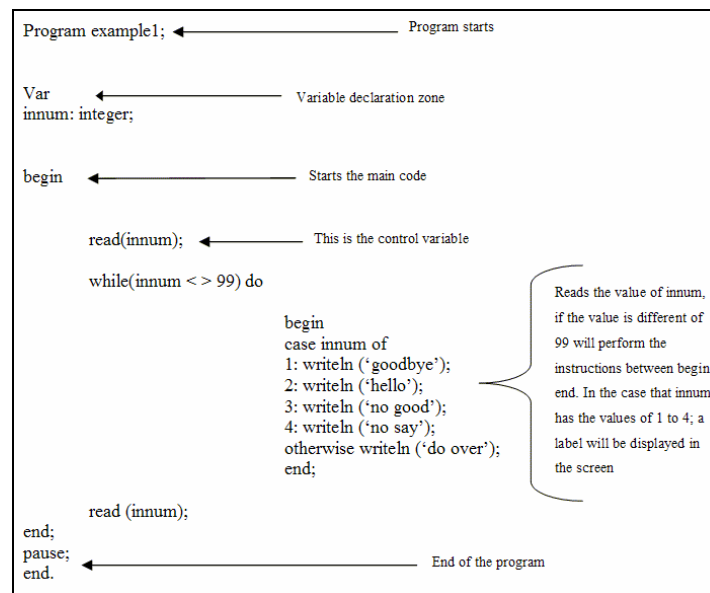 Program example1;
Program starts
Var
Variable declaration zone
innum: integer;
begin
Starts the main code
read(innum);
This is the control variable
while(innum < > 99) do
begin
case innum of
1: writeln (‘goodbye’);
2: writeln (‘hello’);
3: writeln (‘no good’);
4: writeln (‘no say’);
otherwise writeln (‘do over’);
end;
Reads the value of innum,
if the value is different of
99 will perform the
instructions between begin
end. In the case that innum
has the values of 1 to 4; a
label will be displayed in
the screen
read (innum);
end;
pause;
end.
End of the program